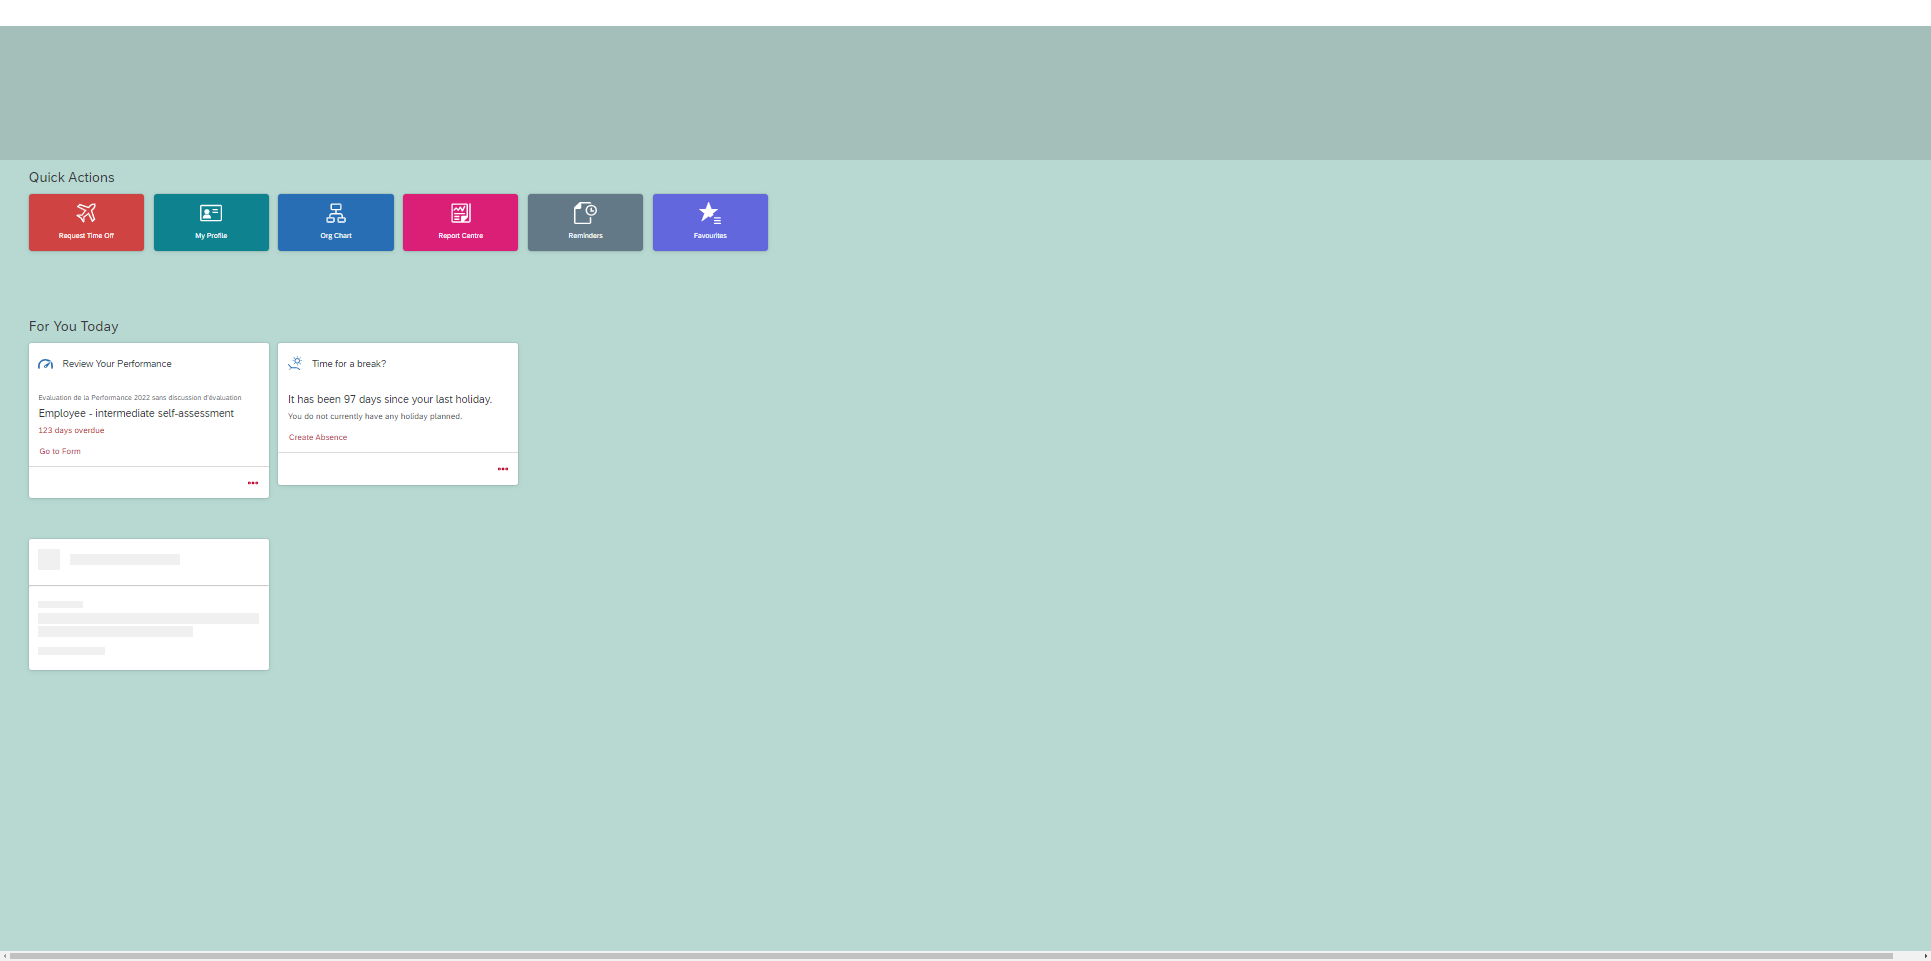 Quick Actions
Request Time Off
My Profile
Org Chart
Report Centre
Reminders
Favourites
For You Today
Review Your Performance
Evaluation de la Performance 2022 sans discussion d'évaluation
Employee - intermediate self-assessment
123 days overdue
Go to Form
Time for a break?
It has been 97 days since your last holiday.
You do not currently have any holiday planned.
Create Absence